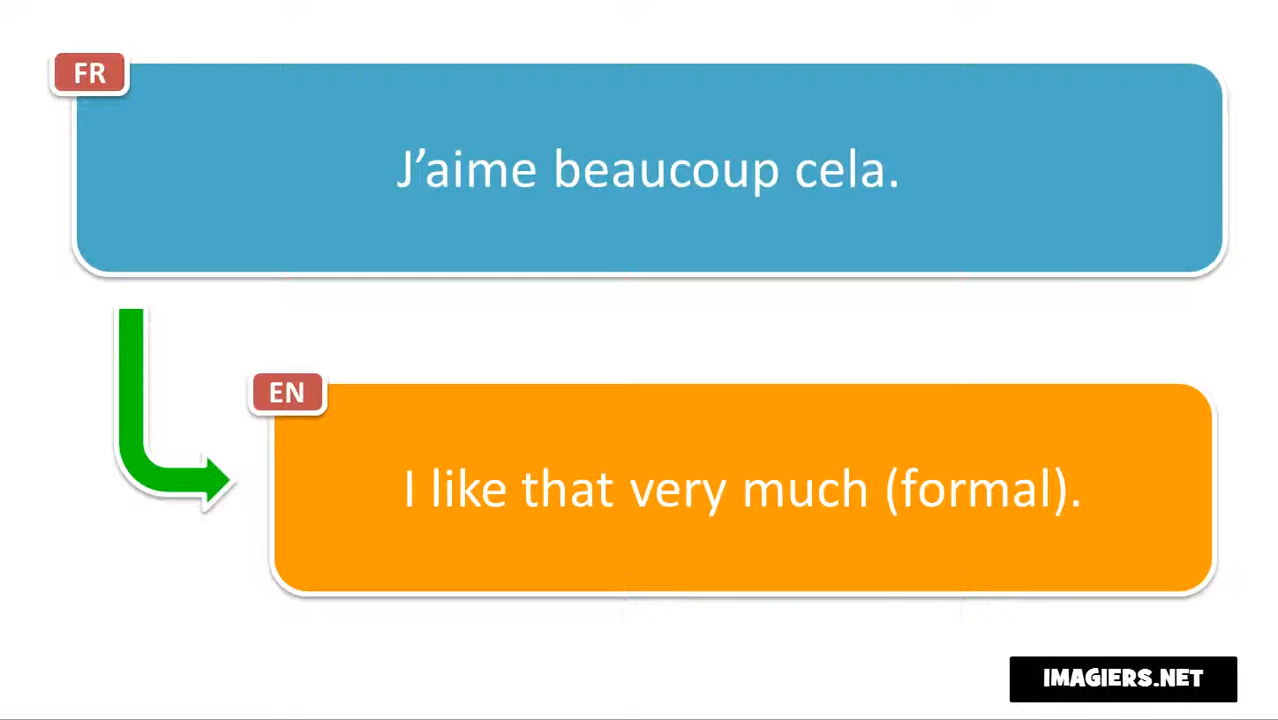 FR
J’aime beaucoup cela.
EN
I like that very much (formal).
IMAGIERS.NET